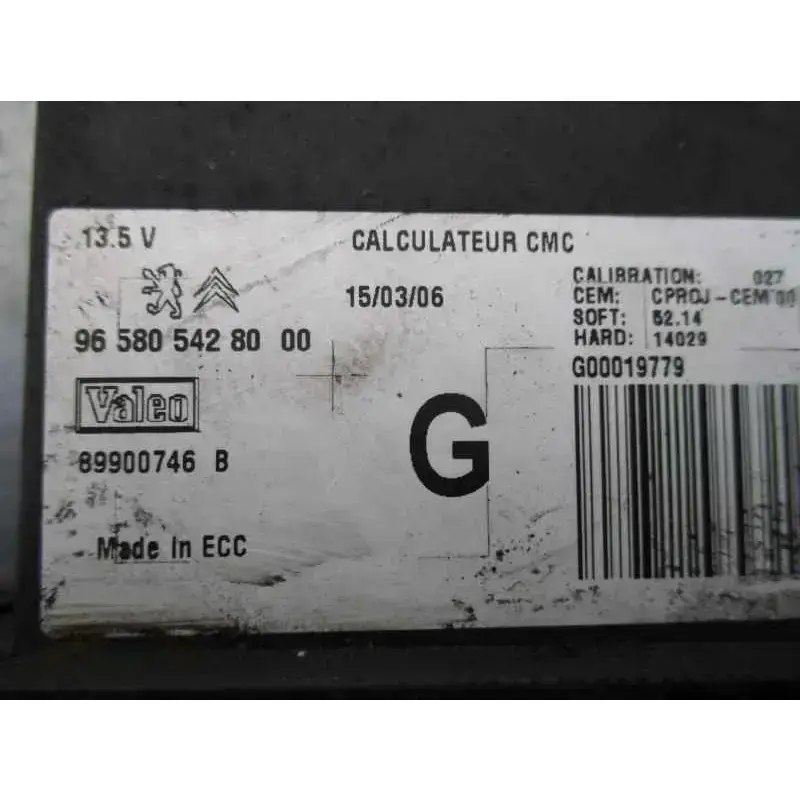 13.5 V
CALCULATEUR CMC
15/03/06
96 580 542 80 00
Valeo
89900746 B
Made in ECC
G
CALIBRATION: 027
CEM: CPROJ-CEM 00
SOFT: 52.14
HARD: 14029
G00019779